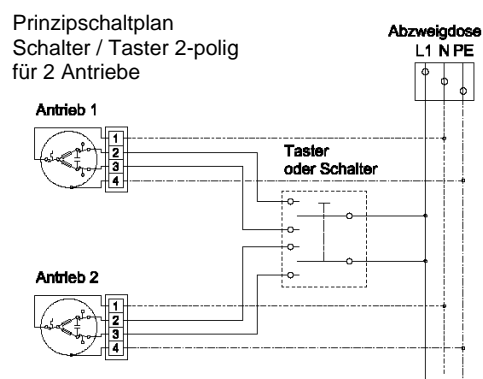 Prinzipschaltplan
Schalter / Taster 2-polig
für 2 Antriebe
Abzweigdose
L1 N PE
Antrieb 1
1
2
3
4
Taster
oder Schalter
Antrieb 2
1
2
3
4